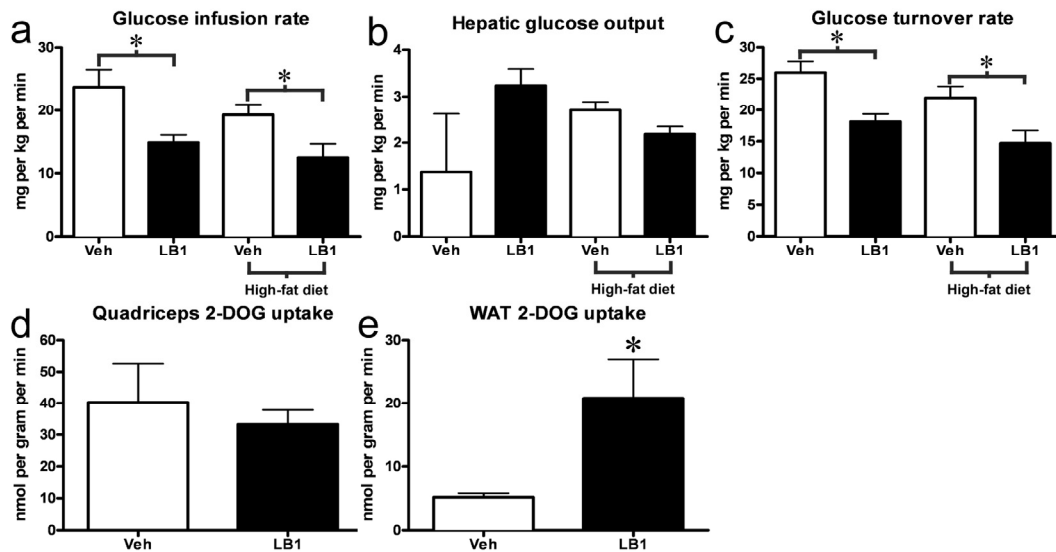 a
Glucose infusion rate
mg per kg per min
30
20
10
0
*
*
Veh
LB1
Veh
LB1
High-fat diet
b
Hepatic glucose output
mg per kg per min
4
3
2
1
0
Veh
LB1
Veh
LB1
High-fat diet
c
Glucose turnover rate
mg per kg per min
30
25
20
15
10
5
0
*
*
Veh
LB1
Veh
LB1
High-fat diet
d
Quadriceps 2-DOG uptake
nmol per gram per min
60
50
40
30
20
10
0
Veh
LB1
e
WAT 2-DOG uptake
nmol per gram per min
30
20
10
0
*
Veh
LB1